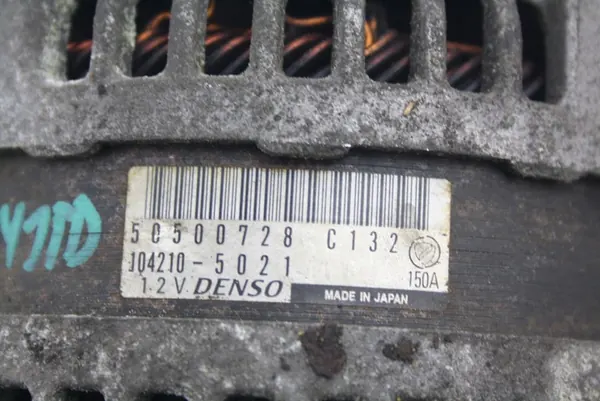 50500728 C132
104210-5021
12V DENSO 150A
MADE IN JAPAN